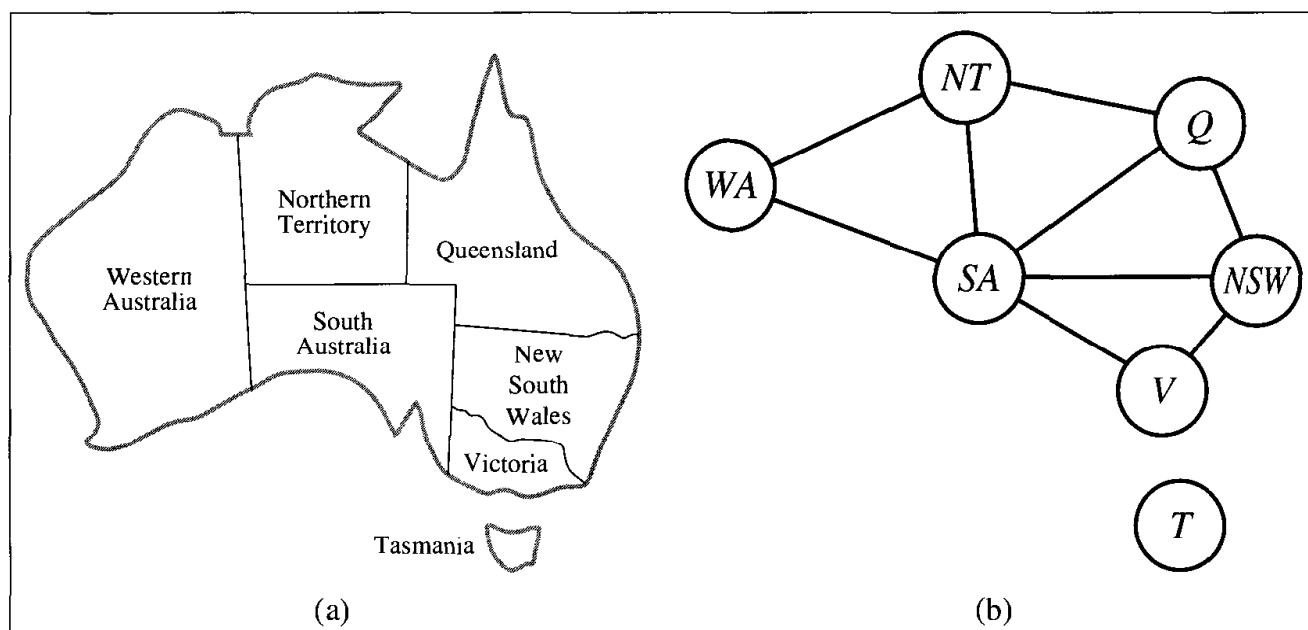 Northern
Territory
Queensland
Western
Australia
South
Australia
New
South
Wales
Victoria
Tasmania
(a)
NT
Q
WA
SA
NSW
V
T
(b)